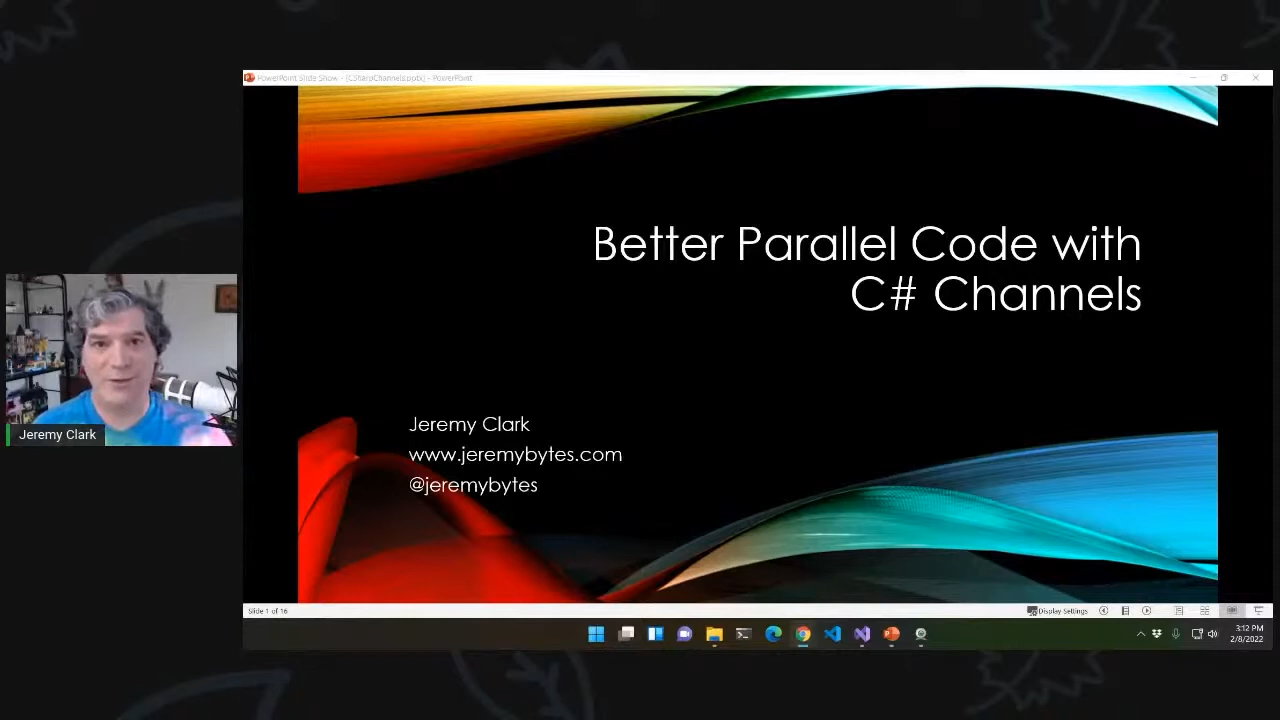 PowerPoint Slide Show - [CSharpChannels.pptx] - PowerPoint
Better Parallel Code with
C# Channels
Jeremy Clark
www.jeremybytes.com
@jeremybytes
Jeremy Clark
Slide 1 of 16
Display Settings
3:12 PM
2/8/2022